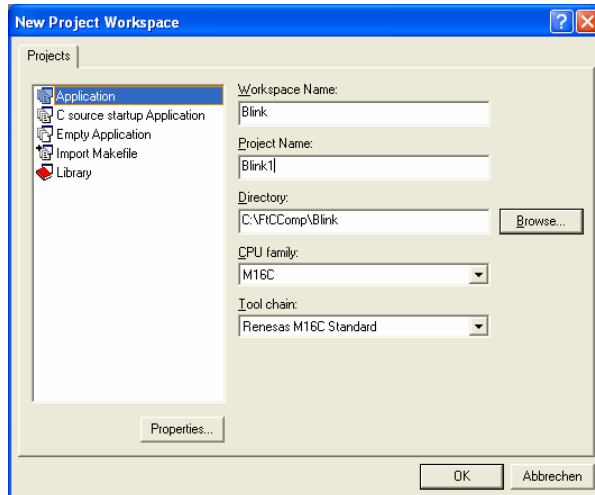 New Project Workspace
Projects
Application
C source startup Application
Empty Application
Import Makefile
Library
Properties...
Workspace Name:
Blink
Project Name:
Blink1
Directory:
C:\FtCComp\Blink
Browse...
CPU family:
M16C
Tool chain:
Renesas M16C Standard
OK
Abbrechen